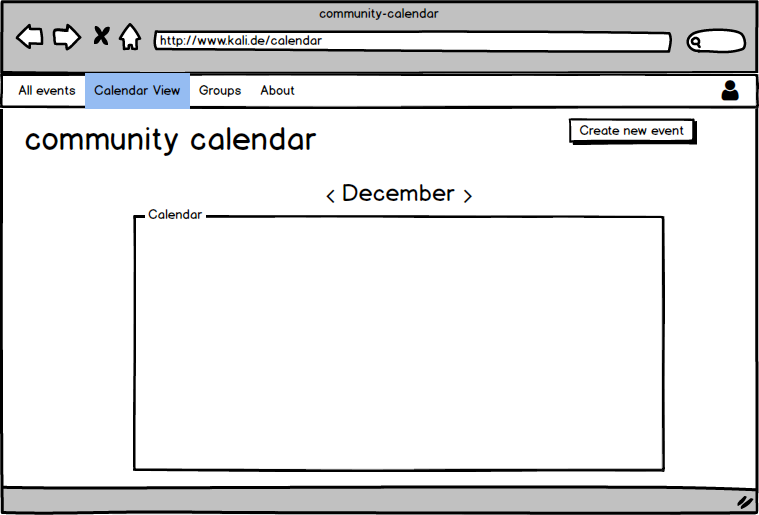 community-calendar
http://www.kali.de/calendar
All events Calendar View Groups About
community calendar
Create new event
< December >
Calendar